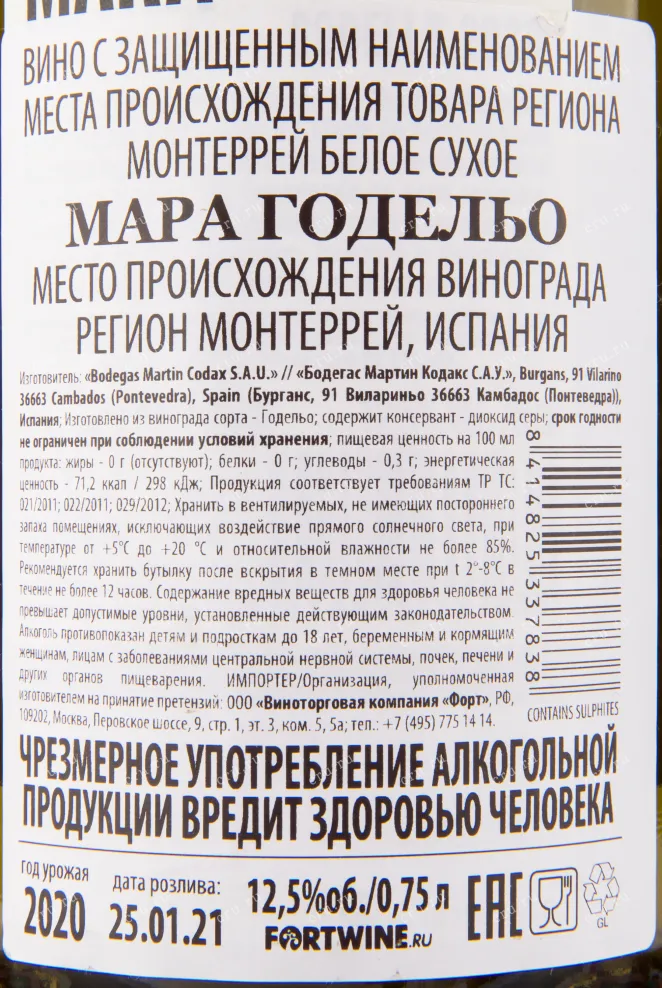 ВИНО С ЗАЩИЩЕННЫМ НАИМЕНОВАНИЕМ
МЕСТА ПРОИСХОЖДЕНИЯ ТОВАРА РЕГИОНА
МОНТЕРРЕЙ БЕЛОЕ СУХОЕ
МАРА ГОДЕЛЬО
МЕСТО ПРОИСХОЖДЕНИЯ ВИНОГРАДА
РЕГИОН МОНТЕРРЕЙ, ИСПАНИЯ
Изготовитель: «Bodegas Martin Codax S.A.U.» // «Бодегас Мартин Кодакс С.А.У.», Burgans, 91 Vilarino
36663 Cambados (Pontevedra), Spain (Бурганс, 91 Вилариньо 36663 Камбадос (Понтеведра)),
Испания; Изготовлено из винограда сорта - Годельо; содержит консервант - диоксид серы; срок годности
не ограничен при соблюдении условий хранения; пищевая ценность на 100 мл
продукта: жиры - 0 г (отсутствуют); белки - 0 г; углеводы - 0,3 г; энергетическая
ценность - 71,2 ккал / 298 кДж; Продукция соответствует требованиям ТР ТС:
021/2011; 022/2011; 029/2012; Хранить в вентилируемых, не имеющих постороннего
запаха помещениях, исключающих воздействие прямого солнечного света, при
температуре от +5°С до +20 °С и относительной влажности не более 85%.
Рекомендуется хранить бутылку после вскрытия в темном месте при t 2°-8°С в
течение не более 12 часов. Содержание вредных веществ для здоровья человека не
превышает допустимые уровни, установленные действующим законодательством.
Алкоголь противопоказан детям и подросткам до 18 лет, беременным и кормящим
женщинам, лицам с заболеваниями центральной нервной системы, почек, печени и
других органов пищеварения. ИМПОРТЕР/Организация, уполномоченная
изготовителем на принятие претензий: ООО «Виноторговая компания «Форт», РФ,
109202, Москва, Перовское шоссе, 9, стр. 1, эт. 3, ком. 5, 5а; тел.: +7 (495) 775 14 14.
8 414825 337838
CONTAINS SULPHITES
ЧРЕЗМЕРНОЕ УПОТРЕБЛЕНИЕ АЛКОГОЛЬНОЙ
ПРОДУКЦИИ ВРЕДИТ ЗДОРОВЬЮ ЧЕЛОВЕКА
год урожая
2020
дата розлива:
25.01.21
12,5%об./0,75 л
FORTWINE.RU
EAC
GL